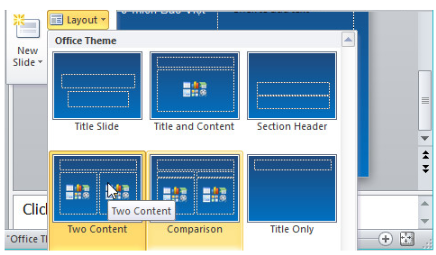 Layout
New
Slide
Office Theme
Title Slide
Title and Content
Section Header
Two Content
Comparison
Title Only
Two Content
Clic
"Office Tl